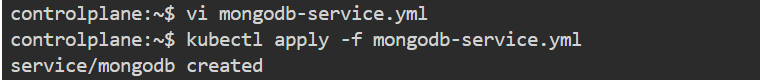 controlplane:~$ vi mongodb-service.yml
controlplane:~$ kubectl apply -f mongodb-service.yml
service/mongodb created